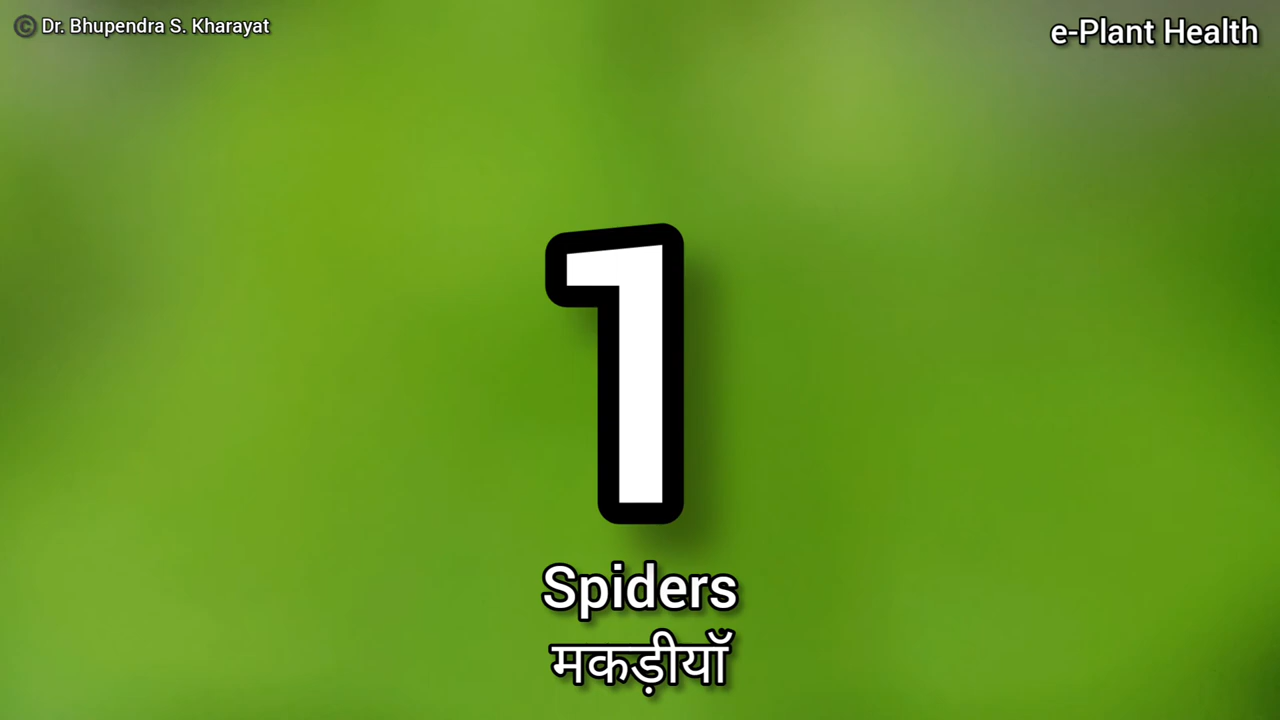 © Dr. Bhupendra S. Kharayat
e-Plant Health
1
Spiders
मकड़ीयाॅं